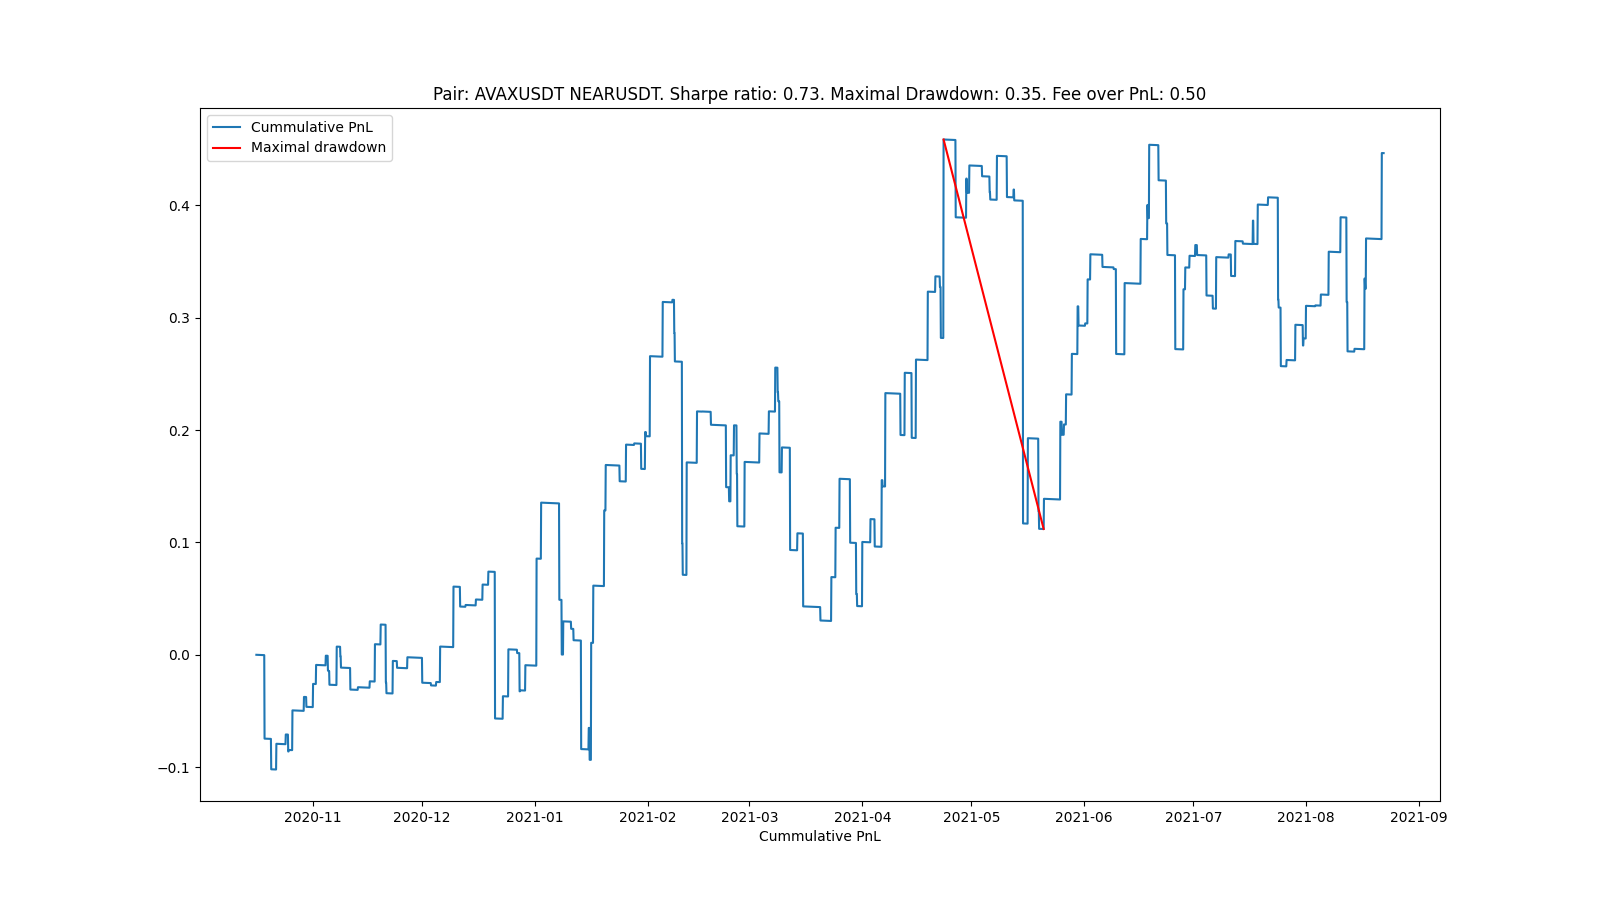 Pair: AVAXUSDT NEARUSDT. Sharpe ratio: 0.73. Maximal Drawdown: 0.35. Fee over PnL: 0.50
Cummulative PnL
Maximal drawdown
0.4
0.3
0.2
0.1
0.0
−0.1
2020-11 2020-12 2021-01 2021-02 2021-03 2021-04 2021-05 2021-06 2021-07 2021-08 2021-09
Cummulative PnL